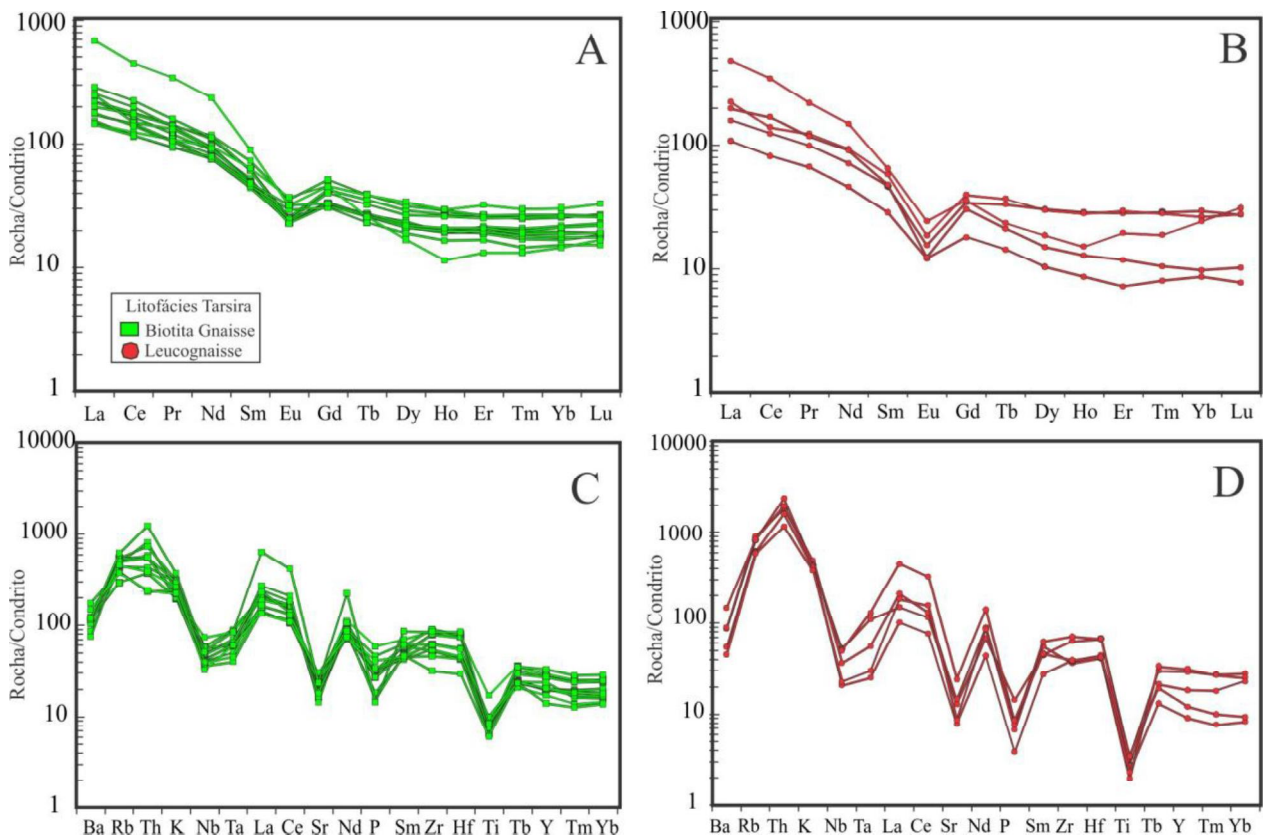 A
1000
100
10
1
Rocha/Condrito
Litofácies Tarsira
Biotita Gnaisse
Leucognaisse
La Ce Pr Nd Sm Eu Gd Tb Dy Ho Er Tm Yb Lu
B
1000
100
10
1
Rocha/Condrito
La Ce Pr Nd Sm Eu Gd Tb Dy Ho Er Tm Yb Lu
C
10000
1000
100
10
1
Rocha/Condrito
Ba Rb Th K Nb Ta La Ce Sr Nd P Sm Zr Hf Ti Tb Y Tm Yb
D
10000
1000
100
10
1
Rocha/Condrito
Ba Rb Th K Nb Ta La Ce Sr Nd P Sm Zr Hf Ti Tb Y Tm Yb